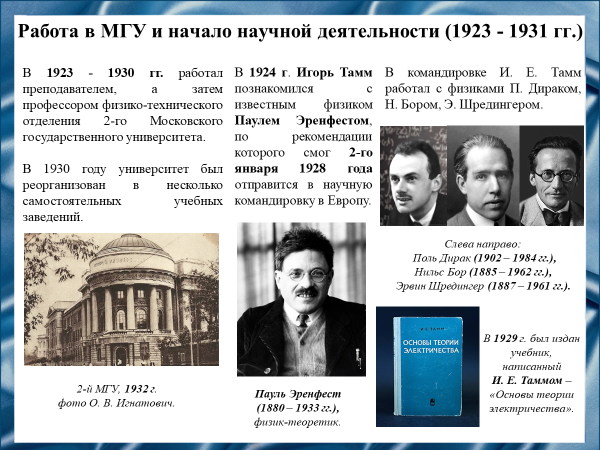 Работа в МГУ и начало научной деятельности (1923 - 1931 гг.)
В 1923 - 1930 гг. работал
преподавателем, а затем
профессором физико-технического
отделения 2-го Московского
государственного университета.
В 1930 году университет был
реорганизован в несколько
самостоятельных учебных
заведений.
2-й МГУ, 1932 г.
фото О. В. Игнатович.
В 1924 г. Игорь Тамм
познакомился с
известным физиком
Паулем Эренфестом,
по рекомендации
которого смог 2-го
января 1928 года
отправится в научную
командировку в Европу.
Пауль Эренфест
(1880 – 1933 гг.),
физик-теоретик.
В командировке И. Е. Тамм
работал с физиками П. Дираком,
Н. Бором, Э. Шредингером.
Слева направо:
Поль Дирак (1902 – 1984 гг.),
Нильс Бор (1885 – 1962 гг.),
Эрвин Шредингер (1887 – 1961 гг.).
И. Е. ТАММ
ОСНОВЫ ТЕОРИИ
ЭЛЕКТРИЧЕСТВА
В 1929 г. был издан
учебник,
написанный
И. Е. Таммом –
«Основы теории
электричества».